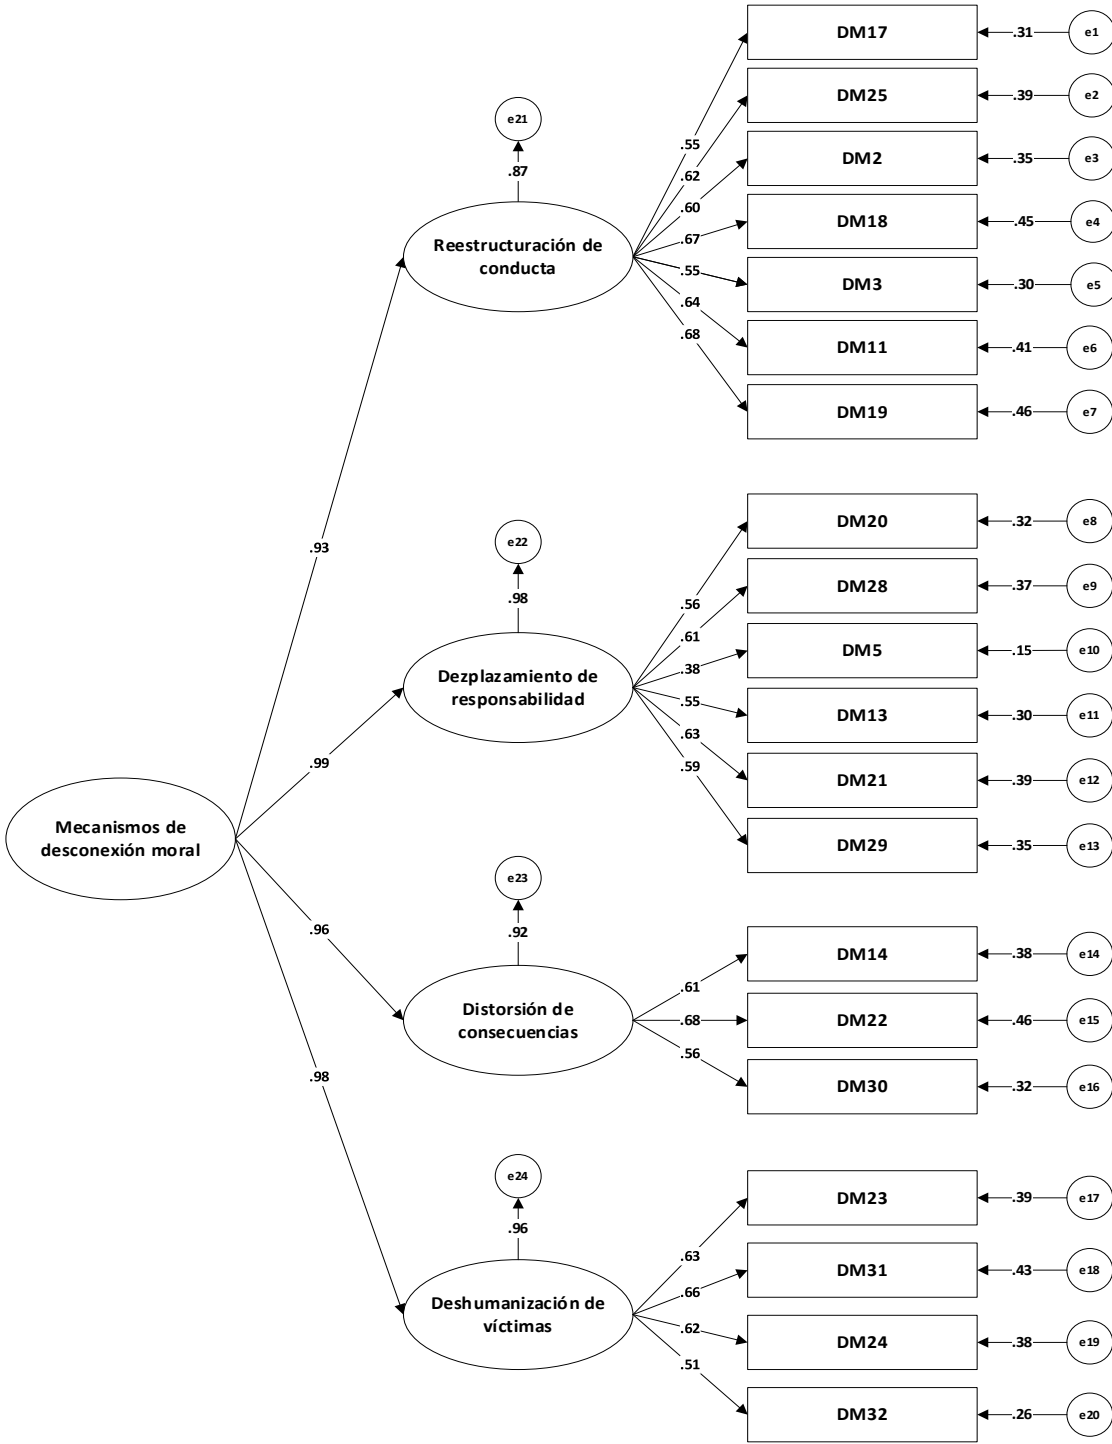 DM17
.31
e1
DM25
.39
e2
e21
.87
.55
.62
DM2
.35
e3
.60
DM18
.45
e4
.67
Reestructuración de
conducta
.55
DM3
.30
e5
.64
DM11
.41
e6
.68
DM19
.46
e7
DM20
.32
e8
e22
.98
.93
DM28
.37
e9
.56
.61
DM5
.15
e10
.38
Dezplazamiento de
responsabilidad
.55
DM13
.30
e11
.63
.59
DM21
.39
e12
.99
Mecanismos de
desconexión moral
DM29
.35
e13
e23
.92
.96
DM14
.38
e14
.61
Distorsión de
consecuencias
.68
DM22
.46
e15
.56
DM30
.32
e16
.98
e24
.96
DM23
.39
e17
.63
DM31
.43
e18
.66
Deshumanización de
víctimas
.62
DM24
.38
e19
.51
DM32
.26
e20